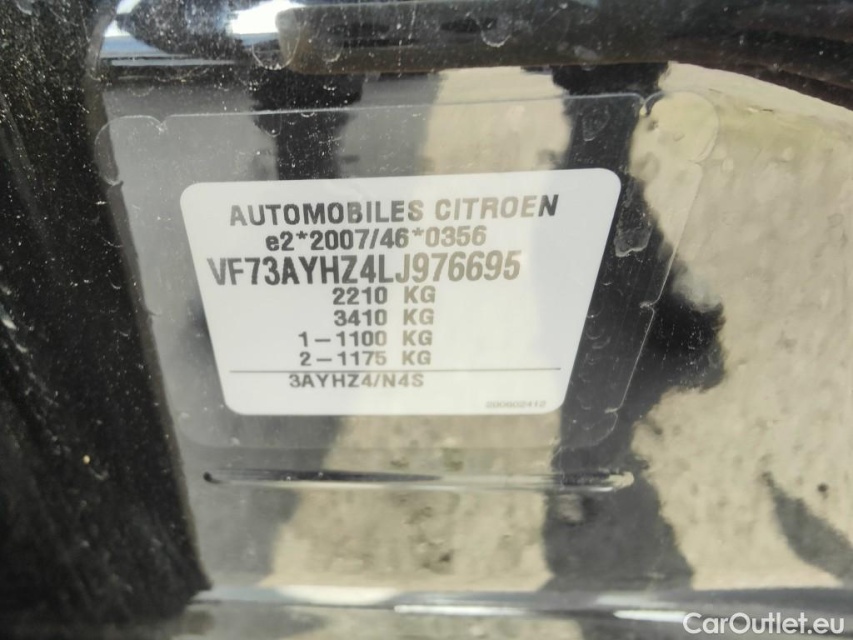 AUTOMOBILES CITROEN
e2*2007/46*0356
VF73AYHZ4LJ976695
2210 KG
3410 KG
1-1100 KG
2-1175 KG
3AYHZ4/N4S
CarOutlet.eu